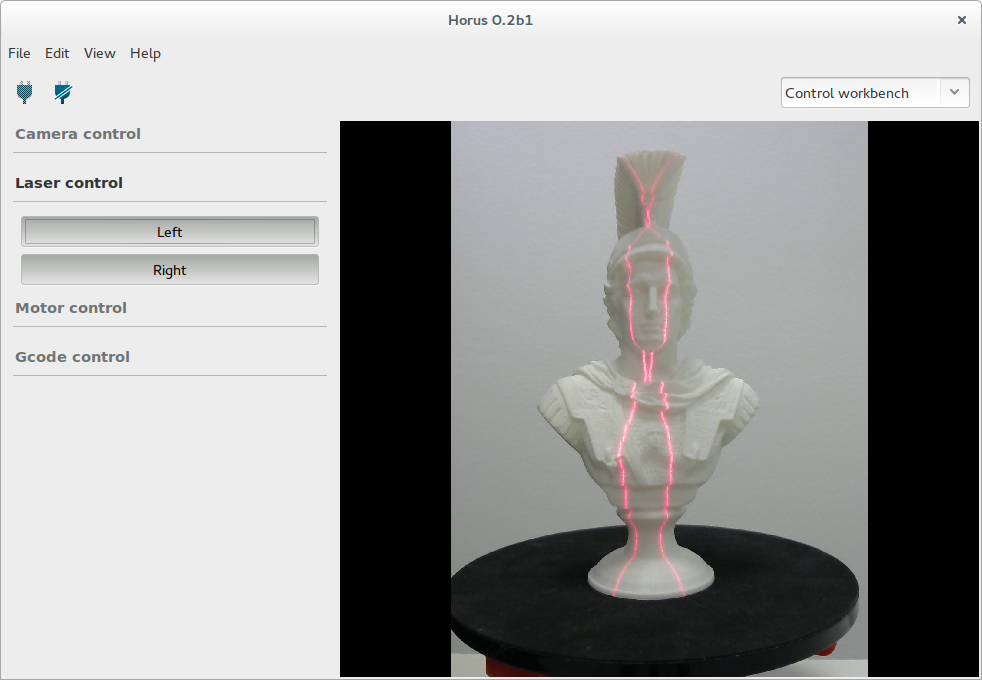 Horus 0.2b1
File Edit View Help
Control workbench
Camera control
Laser control
Left
Right
Motor control
Gcode control